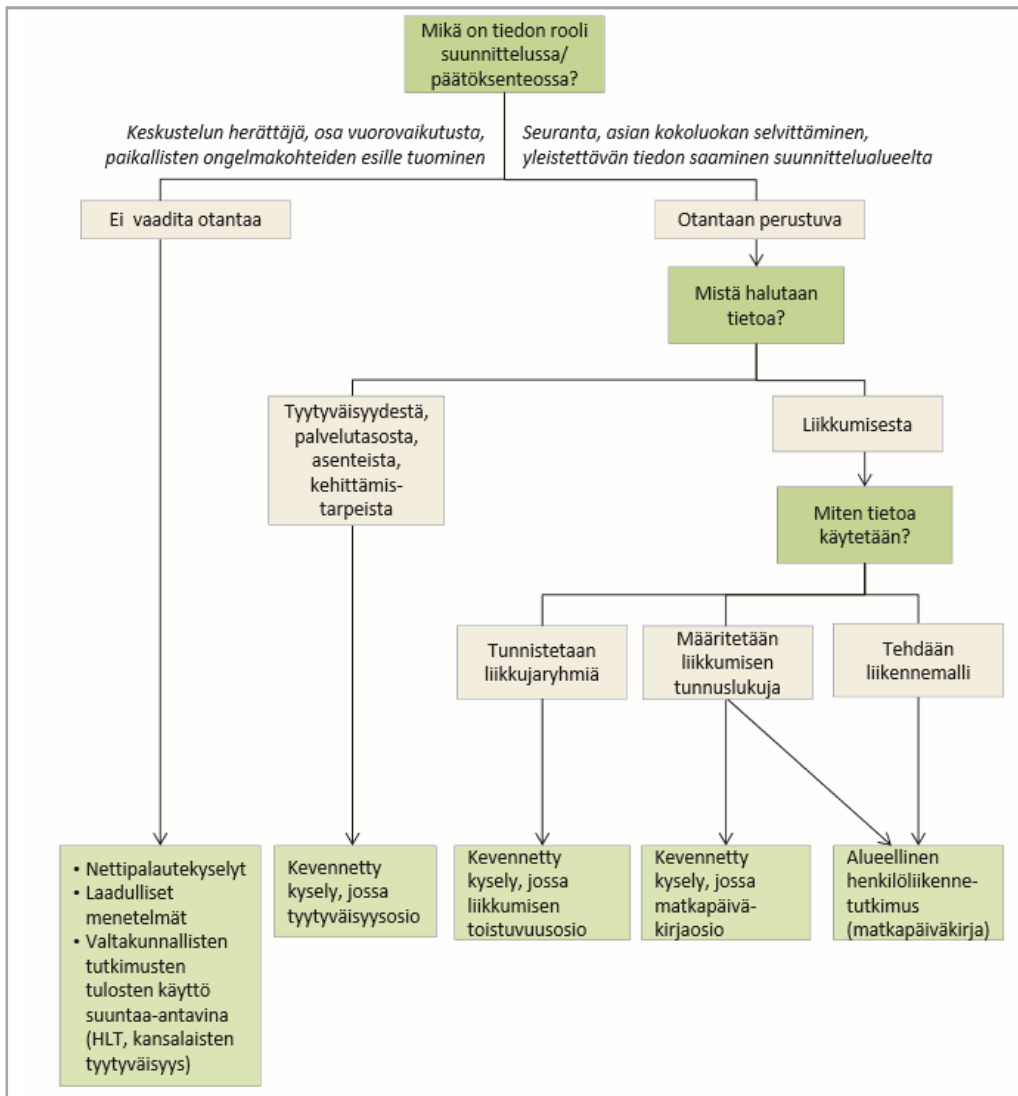 Mikä on tiedon rooli
suunnittelussa/
päätöksenteossa?
Keskustelun herättäjä, osa vuorovaikutusta,
paikallisten ongelmakohteiden esille tuominen
Seuranta, asian kokoluokan selvittäminen,
yleistettävän tiedon saaminen suunnittelualueelta
Ei vaadita otantaa
Otantaan perustuva
Mistä halutaan
tietoa?
Tyytyväisyydestä,
palvelutasosta,
asenteista,
kehittämis-
tarpeista
Liikkumisesta
Miten tietoa
käytetään?
Tunnistetaan
liikkujaryhmiä
Määritetään
liikkumisen
tunnuslukuja
Tehdään
liikennemalli
• Nettipalautekyselyt
• Laadulliset
menetelmät
• Valtakunnallisten
tutkimusten
tulosten käyttö
suuntaa-antavina
(HLT, kansalaisten
tyytyväisyys)
Kevennetty
kysely, jossa
tyytyväisyysosio
Kevennetty
kysely, jossa
liikkumisen
toistuvuusosio
Kevennetty
kysely, jossa
matkapäivä-
kirjaosio
Alueellinen
henkilöliikenne-
tutkimus
(matkapäiväkirja)